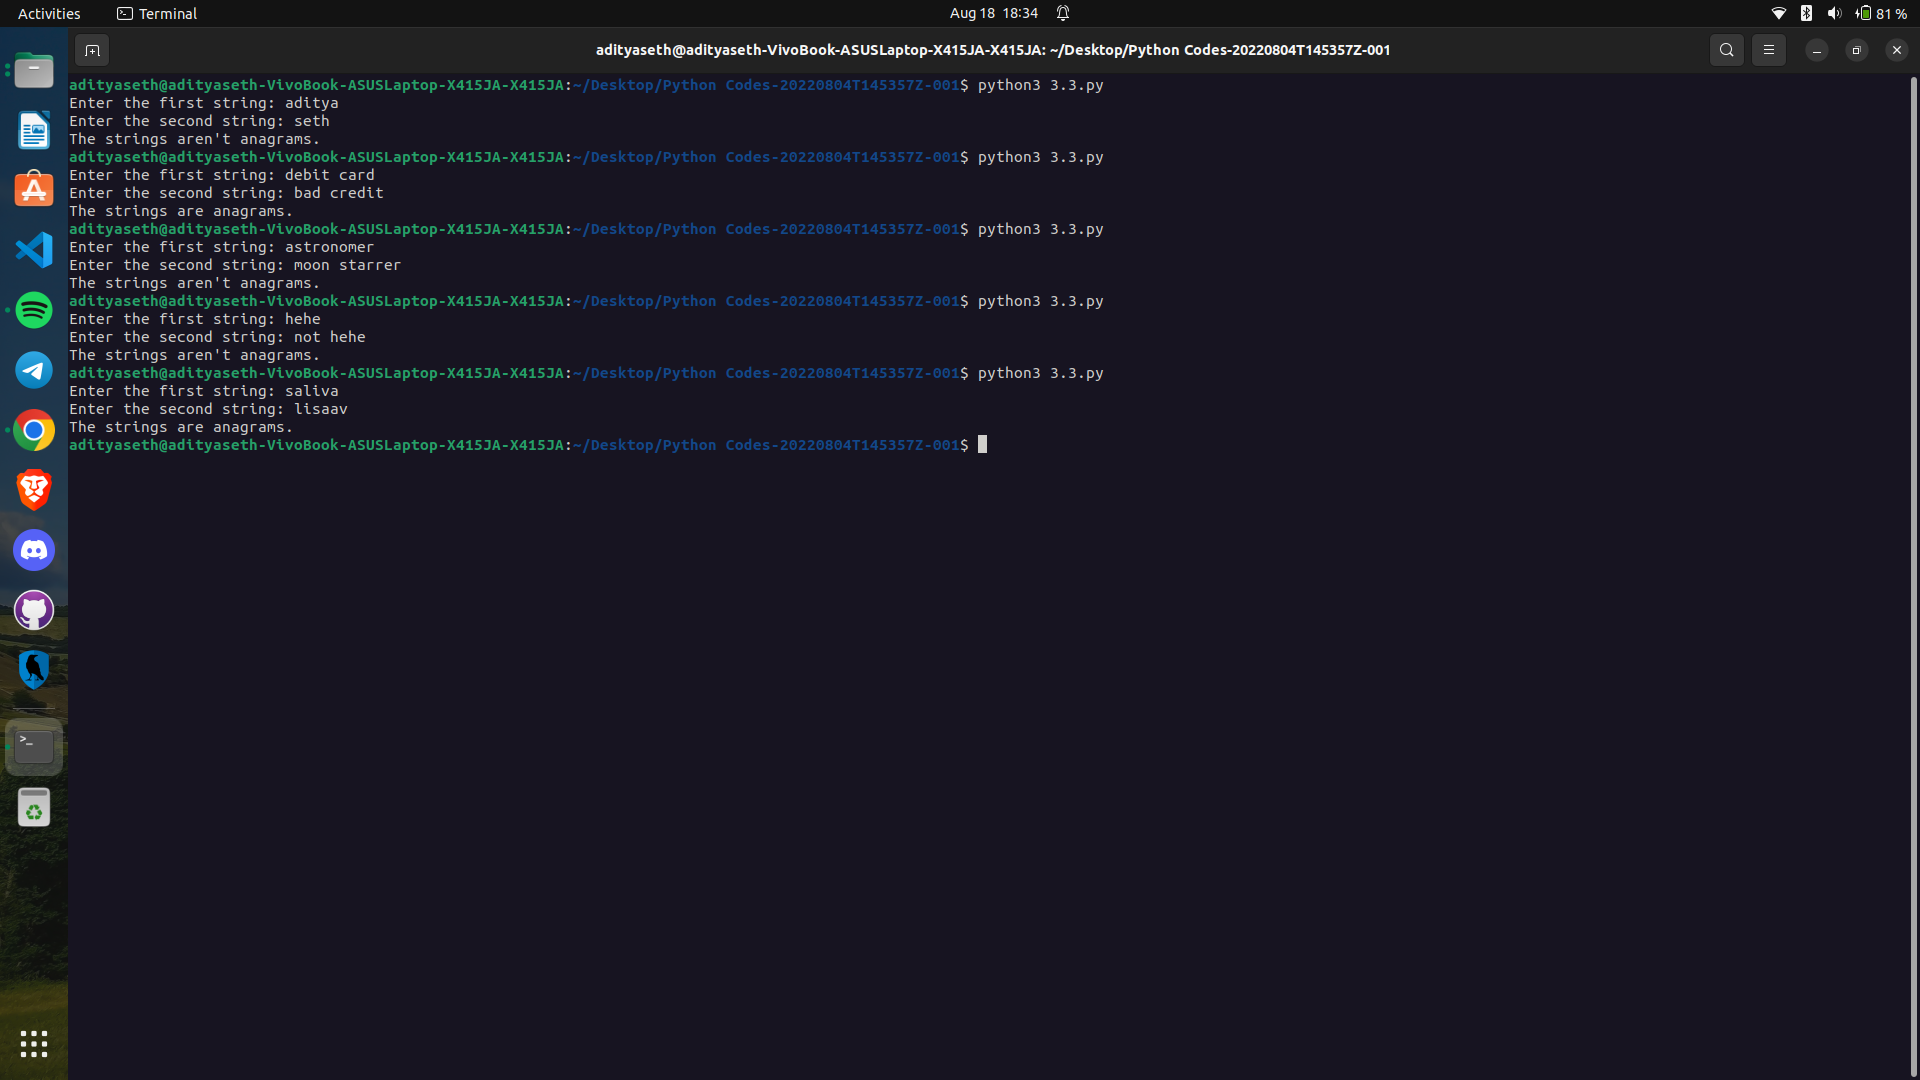 Activities Terminal Aug 18 18:34 81 %
adityaseth@adityaseth-VivoBook-ASUSLaptop-X415JA-X415JA: ~/Desktop/Python Codes-20220804T145357Z-001
adityaseth@adityaseth-VivoBook-ASUSLaptop-X415JA-X415JA:~/Desktop/Python Codes-20220804T145357Z-001$ python3 3.3.py
Enter the first string: aditya
Enter the second string: seth
The strings aren't anagrams.
adityaseth@adityaseth-VivoBook-ASUSLaptop-X415JA-X415JA:~/Desktop/Python Codes-20220804T145357Z-001$ python3 3.3.py
Enter the first string: debit card
Enter the second string: bad credit
The strings are anagrams.
adityaseth@adityaseth-VivoBook-ASUSLaptop-X415JA-X415JA:~/Desktop/Python Codes-20220804T145357Z-001$ python3 3.3.py
Enter the first string: astronomer
Enter the second string: moon starrer
The strings aren't anagrams.
adityaseth@adityaseth-VivoBook-ASUSLaptop-X415JA-X415JA:~/Desktop/Python Codes-20220804T145357Z-001$ python3 3.3.py
Enter the first string: hehe
Enter the second string: not hehe
The strings aren't anagrams.
adityaseth@adityaseth-VivoBook-ASUSLaptop-X415JA-X415JA:~/Desktop/Python Codes-20220804T145357Z-001$ python3 3.3.py
Enter the first string: saliva
Enter the second string: lisaav
The strings are anagrams.
adityaseth@adityaseth-VivoBook-ASUSLaptop-X415JA-X415JA:~/Desktop/Python Codes-20220804T145357Z-001$